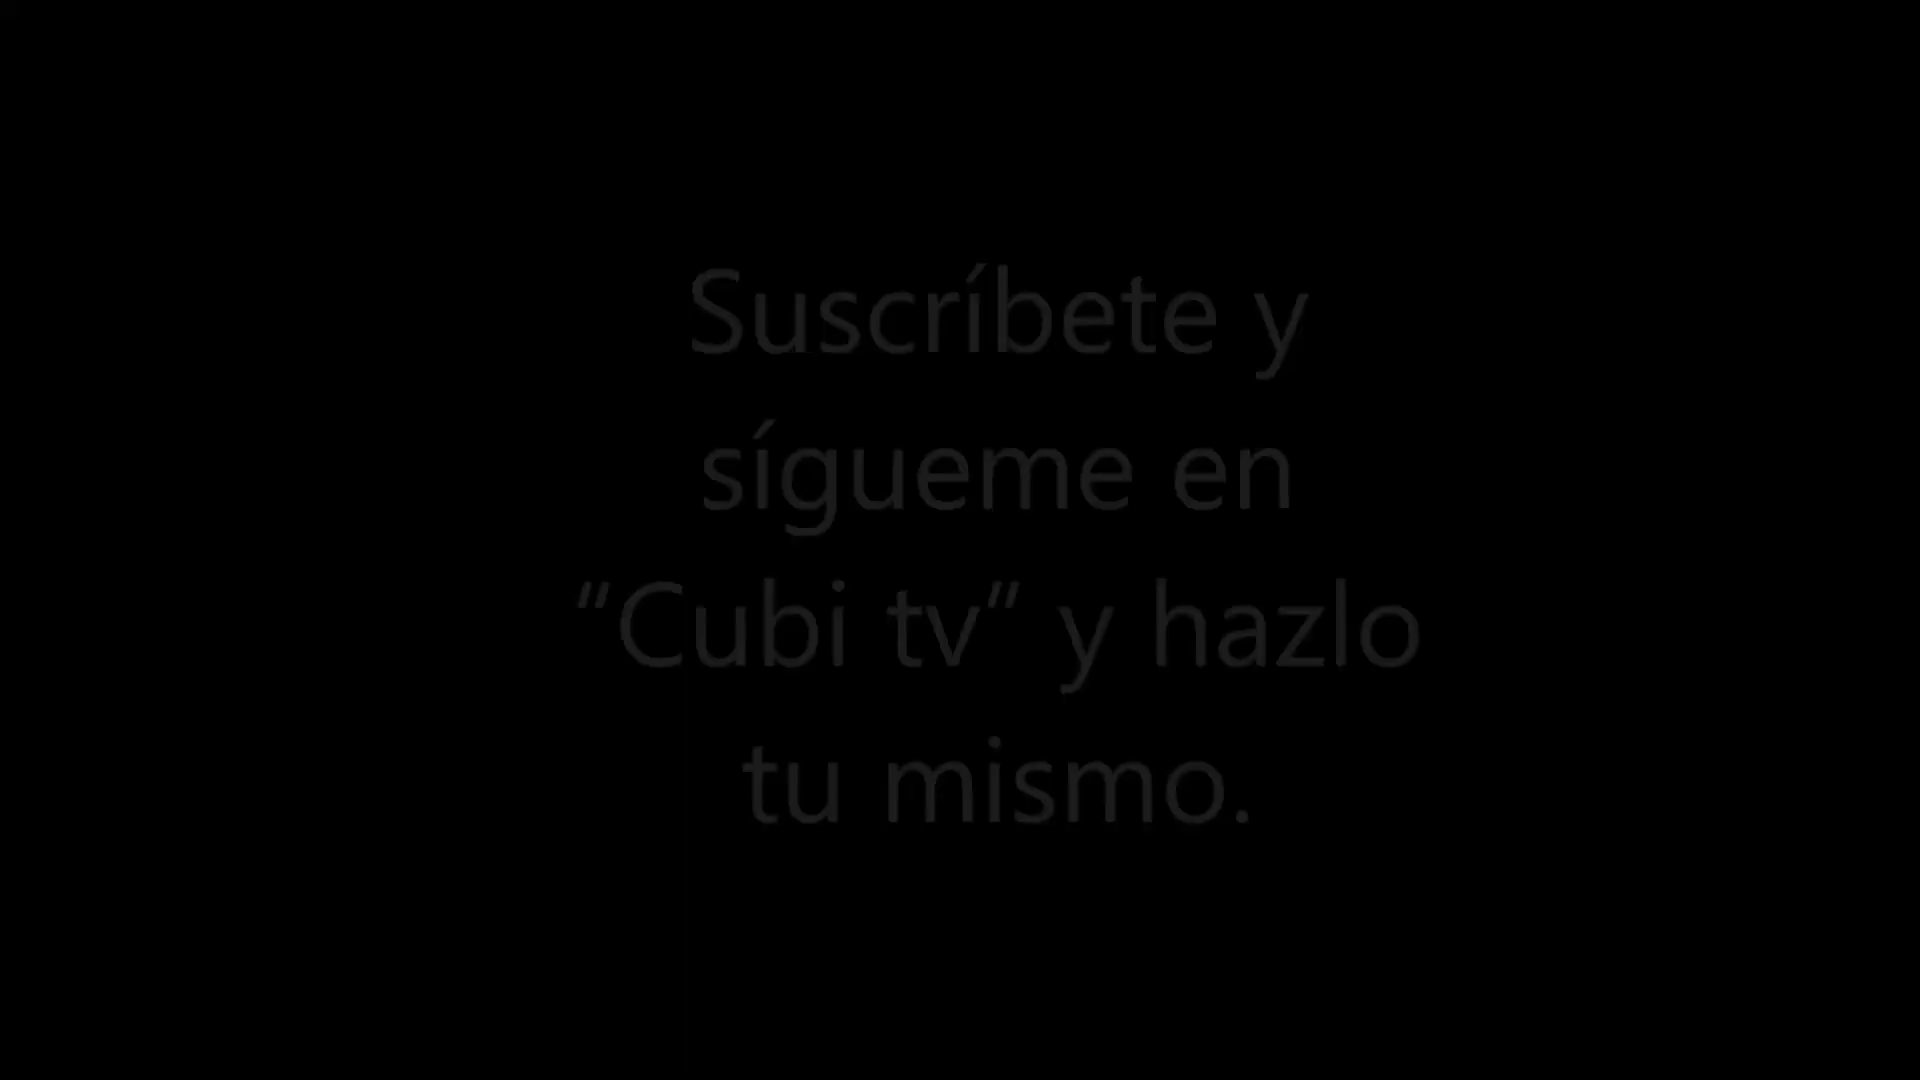 Suscríbete y
sígueme en
“Cubi tv” y hazlo
tu mismo.